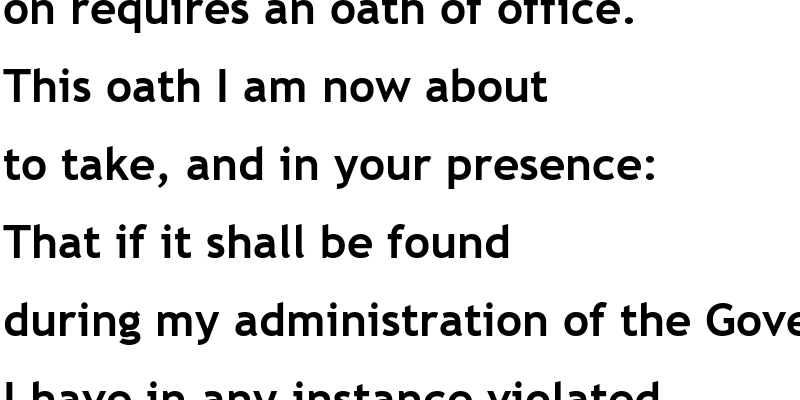 on requires an oath of office.
This oath I am now about
to take, and in your presence:
That if it shall be found
during my administration of the Gove
I have in any instance violated